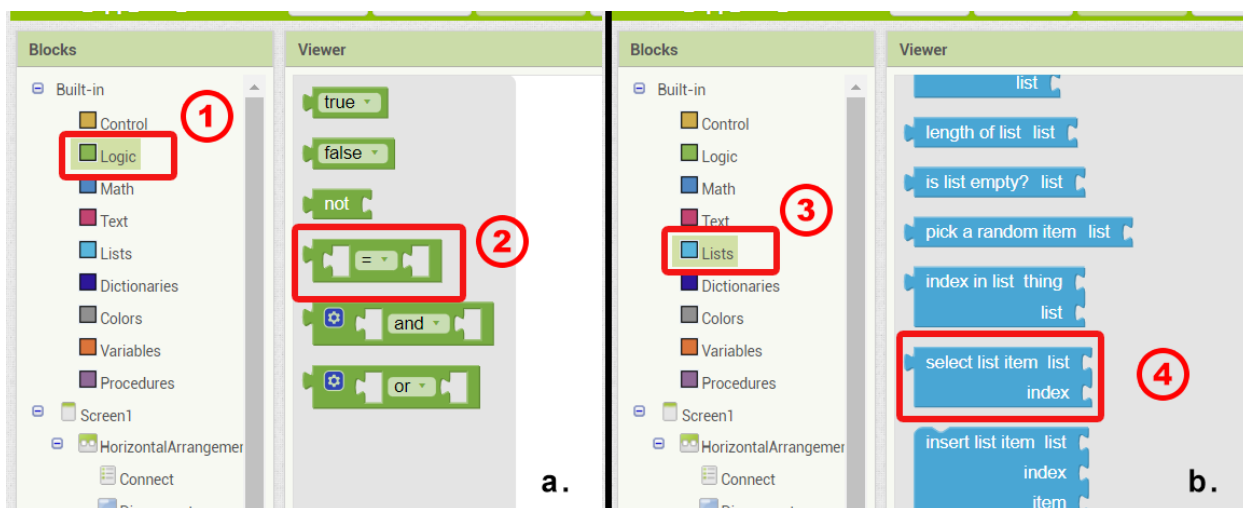 Blocks
Built-in
Control
Logic
Math
Text
Lists
Dictionaries
Colors
Variables
Procedures
Screen1
HorizontalArrangemer
Connect
1
Viewer
true
false
not
=
2
and
or
a.
Blocks
Built-in
Control
Logic
Math
Text
3
Lists
Dictionaries
Colors
Variables
Procedures
Screen1
HorizontalArrangemer
Connect
Viewer
list
length of list list
is list empty? list
pick a random item list
index in list thing
list
select list item list
index
4
insert list item list
index
item
b.